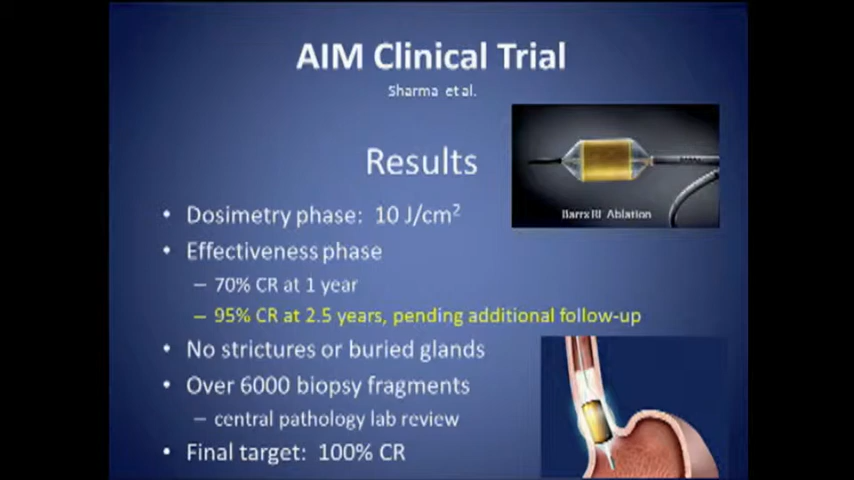 AIM Clinical Trial
Sharma et al.
Results
Barrx RF Ablation
• Dosimetry phase: 10 J/cm²
• Effectiveness phase
– 70% CR at 1 year
– 95% CR at 2.5 years, pending additional follow-up
• No strictures or buried glands
• Over 6000 biopsy fragments
– central pathology lab review
• Final target: 100% CR